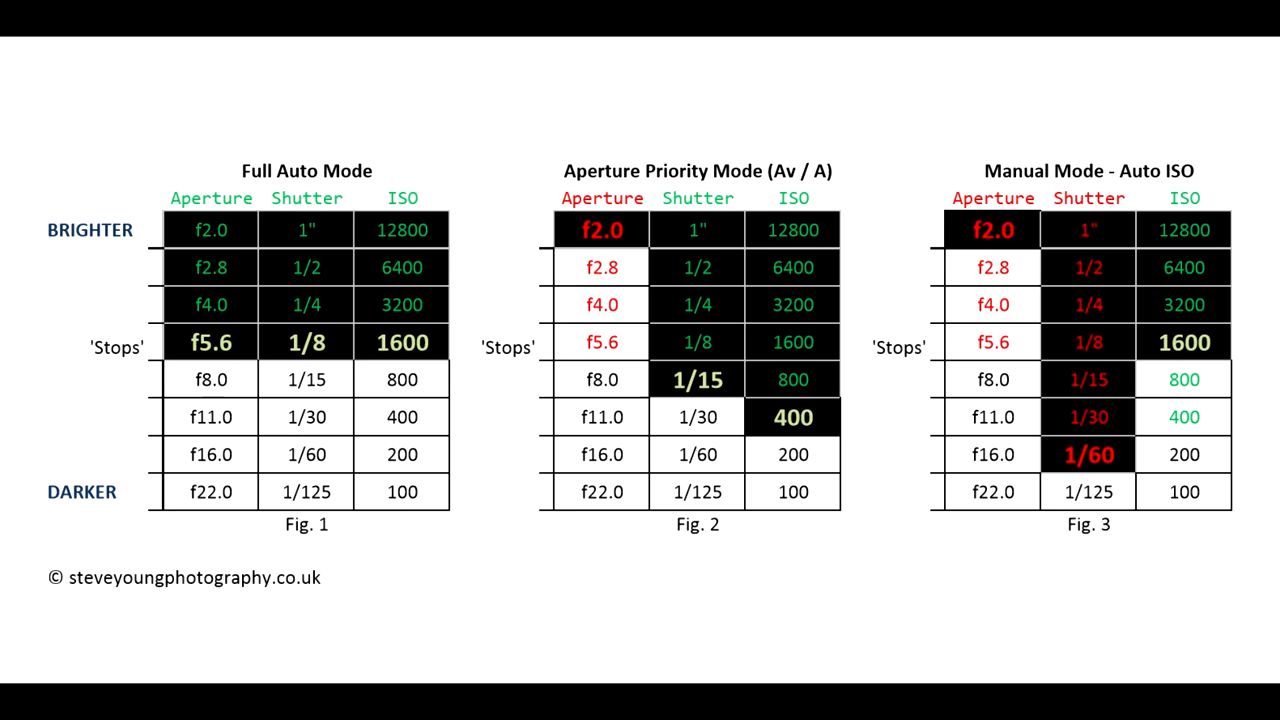 Full Auto Mode Aperture Priority Mode (Av / A) Manual Mode - Auto ISO
Aperture Shutter ISO Aperture Shutter ISO Aperture Shutter ISO
BRIGHTER f2.0 1" 12800 f2.0 1" 12800 f2.0 1" 12800
f2.8 1/2 6400 f2.8 1/2 6400 f2.8 1/2 6400
f4.0 1/4 3200 f4.0 1/4 3200 f4.0 1/4 3200
'Stops' f5.6 1/8 1600 'Stops' f5.6 1/8 1600 'Stops' f5.6 1/8 1600
f8.0 1/15 800 f8.0 1/15 800 f8.0 1/15 800
f11.0 1/30 400 f11.0 1/30 400 f11.0 1/30 400
f16.0 1/60 200 f16.0 1/60 200 f16.0 1/60 200
DARKER f22.0 1/125 100 f22.0 1/125 100 f22.0 1/125 100
Fig. 1 Fig. 2 Fig. 3
© steveyoungphotography.co.uk